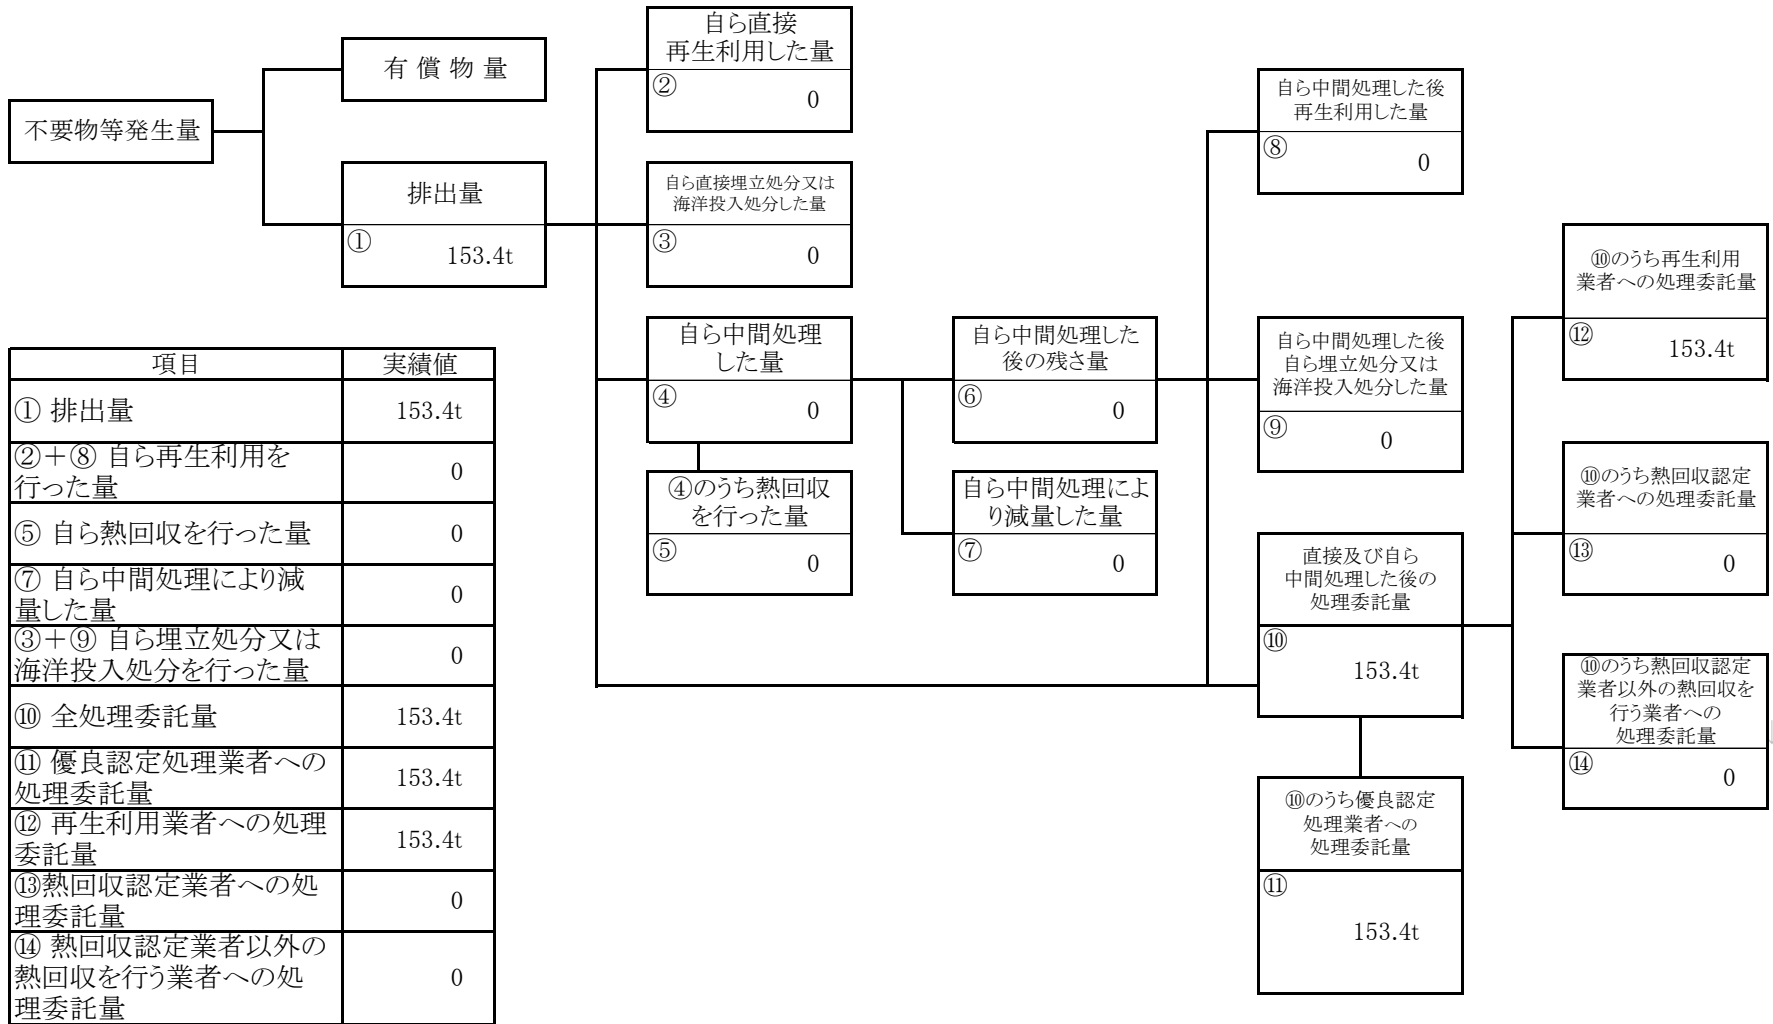 不要物等発生量
有 償 物 量
排出量
①
153.4t
自ら直接
再生利用した量
②
0
自ら直接埋立処分又は
海洋投入処分した量
③
0
自ら中間処理
した量
④
0
④のうち熱回収
を行った量
⑤
0
自ら中間処理した
後の残さ量
⑥
0
自ら中間処理によ
り減量した量
⑦
0
自ら中間処理した後
再生利用した量
⑧
0
自ら中間処理した後
自ら埋立処分又は
海洋投入処分した量
⑨
0
直接及び自ら
中間処理した後の
処理委託量
⑩
153.4t
⑩のうち優良認定
処理業者への
処理委託量
⑪
153.4t
⑩のうち再生利用
業者への処理委託量
⑫
153.4t
⑩のうち熱回収認定
業者への処理委託量
⑬
0
⑩のうち熱回収認定
業者以外の熱回収を
行う業者への
処理委託量
⑭
0
項目 実績値
① 排出量 153.4t
②＋⑧ 自ら再生利用を
行った量 0
⑤ 自ら熱回収を行った量 0
⑦ 自ら中間処理により減
量した量 0
③＋⑨ 自ら埋立処分又は
海洋投入処分を行った量 0
⑩ 全処理委託量 153.4t
⑪ 優良認定処理業者への
処理委託量 153.4t
⑫ 再生利用業者への処理
委託量 153.4t
⑬熱回収認定業者への処
理委託量 0
⑭ 熱回収認定業者以外の
熱回収を行う業者への処
理委託量 0